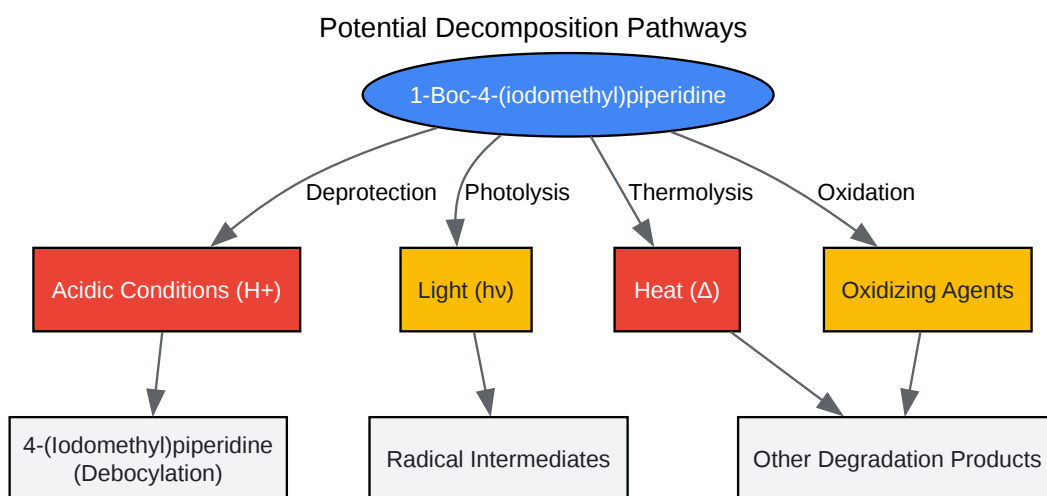 Potential Decomposition Pathways
1-Boc-4-(iodomethyl)piperidine
Deprotection
Photolysis
Thermolysis
Oxidation
Acidic Conditions (H+)
Light (hν)
Heat (Δ)
Oxidizing Agents
4-(Iodomethyl)piperidine
(Debocylation)
Radical Intermediates
Other Degradation Products